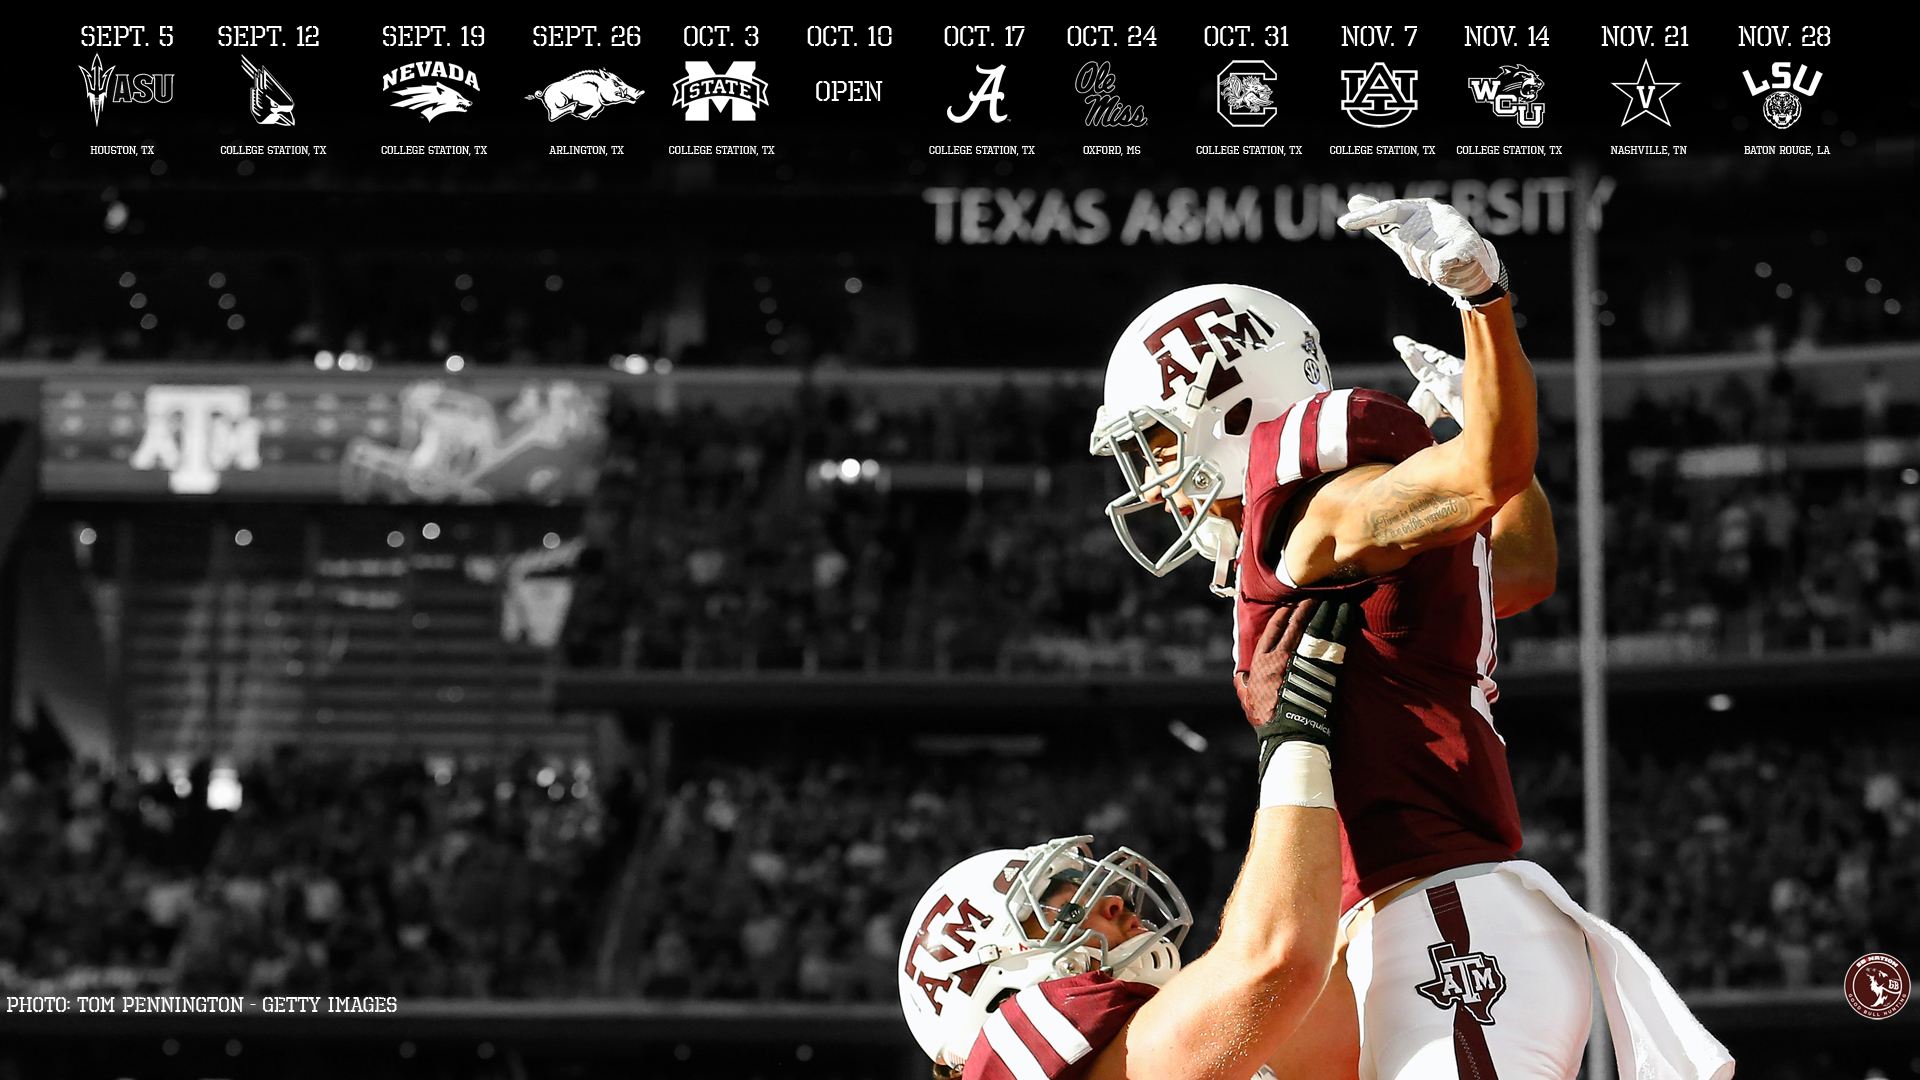 SEPT. 5 SEPT. 12 SEPT. 19 SEPT. 26 OCT. 3 OCT. 10 OCT. 17 OCT. 24 OCT. 31 NOV. 7 NOV. 14 NOV. 21 NOV. 28
ASU NEVADA STATE OPEN A Ole Miss C AU WCU V LSU
HOUSTON, TX COLLEGE STATION, TX COLLEGE STATION, TX ARLINGTON, TX COLLEGE STATION, TX COLLEGE STATION, TX OXFORD, MS COLLEGE STATION, TX COLLEGE STATION, TX COLLEGE STATION, TX NASHVILLE, TN BATON ROUGE, LA
TEXAS A&M UNIVERSITY
ATM
SEC
ATM
crazyquick
ATM
ATM
PHOTO: TOM PENNINGTON - GETTY IMAGES
SB NATION
GOOD BULL HUNTING